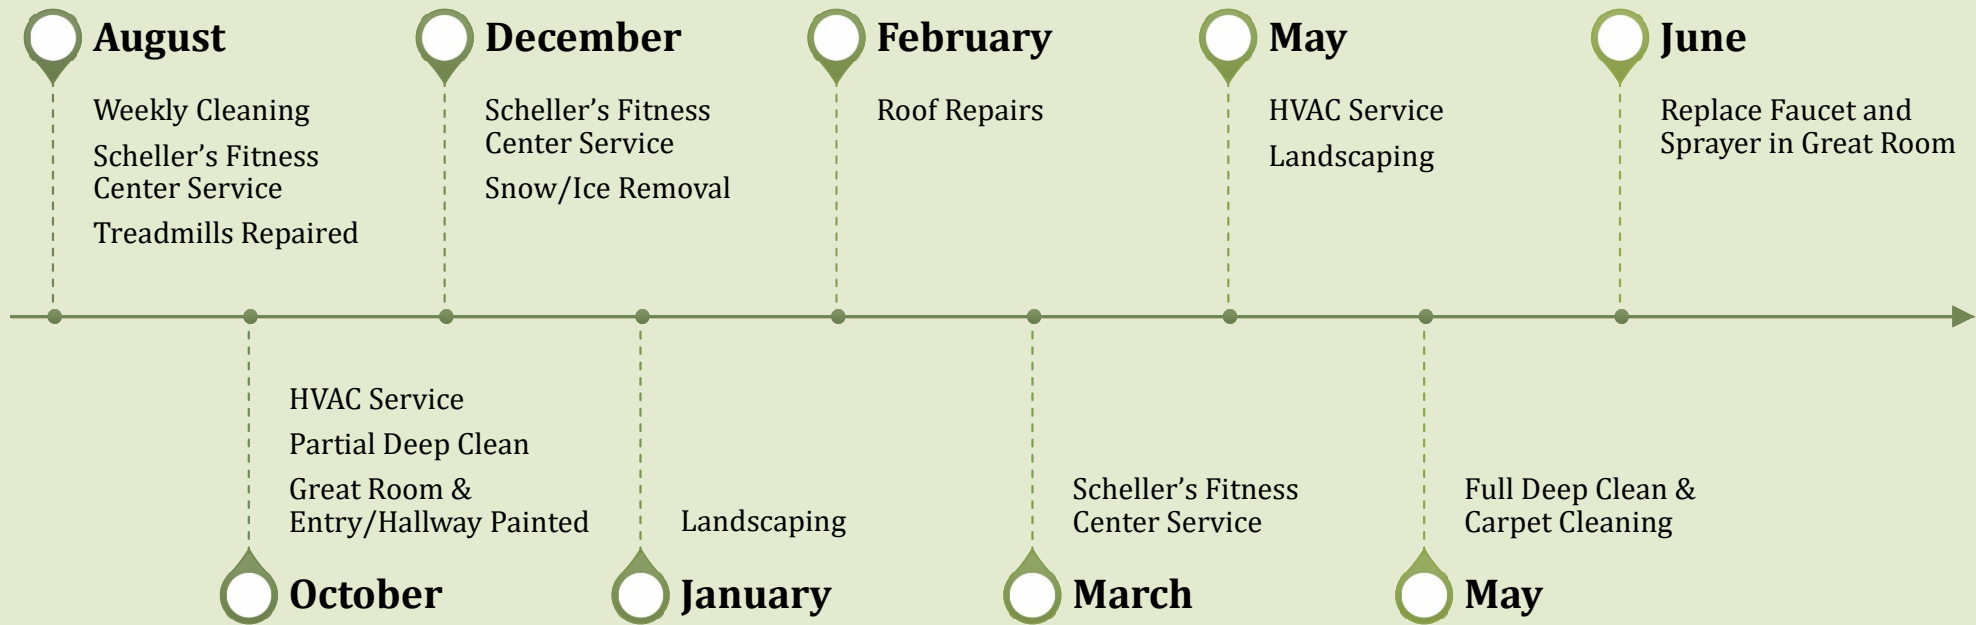 August
Weekly Cleaning
Scheller’s Fitness
Center Service
Treadmills Repaired
HVAC Service
Partial Deep Clean
Great Room &
Entry/Hallway Painted
October
December
Scheller’s Fitness
Center Service
Snow/Ice Removal
Landscaping
January
February
Roof Repairs
Scheller’s Fitness
Center Service
March
May
HVAC Service
Landscaping
Full Deep Clean &
Carpet Cleaning
May
June
Replace Faucet and
Sprayer in Great Room